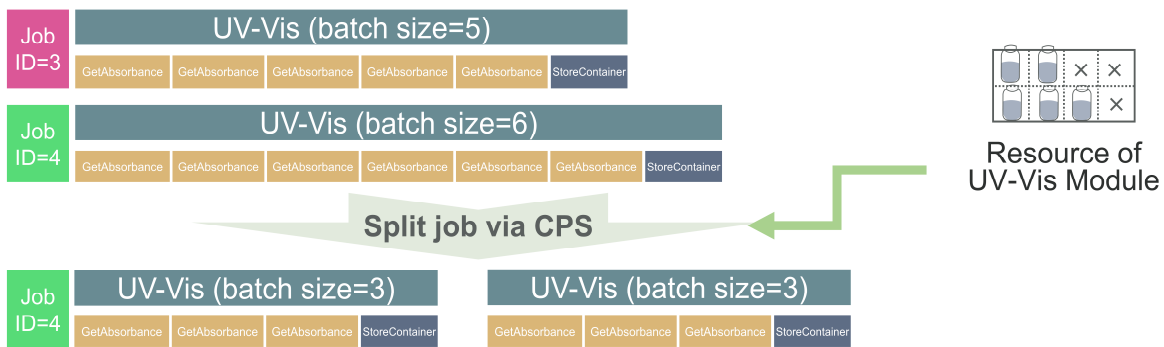 Job
ID=3
UV-Vis (batch size=5)
GetAbsorbance GetAbsorbance GetAbsorbance GetAbsorbance GetAbsorbance StoreContainer
Job
ID=4
UV-Vis (batch size=6)
GetAbsorbance GetAbsorbance GetAbsorbance GetAbsorbance GetAbsorbance GetAbsorbance StoreContainer
Resource of
UV-Vis Module
Split job via CPS
Job
ID=4
UV-Vis (batch size=3)
GetAbsorbance GetAbsorbance GetAbsorbance StoreContainer
UV-Vis (batch size=3)
GetAbsorbance GetAbsorbance GetAbsorbance StoreContainer